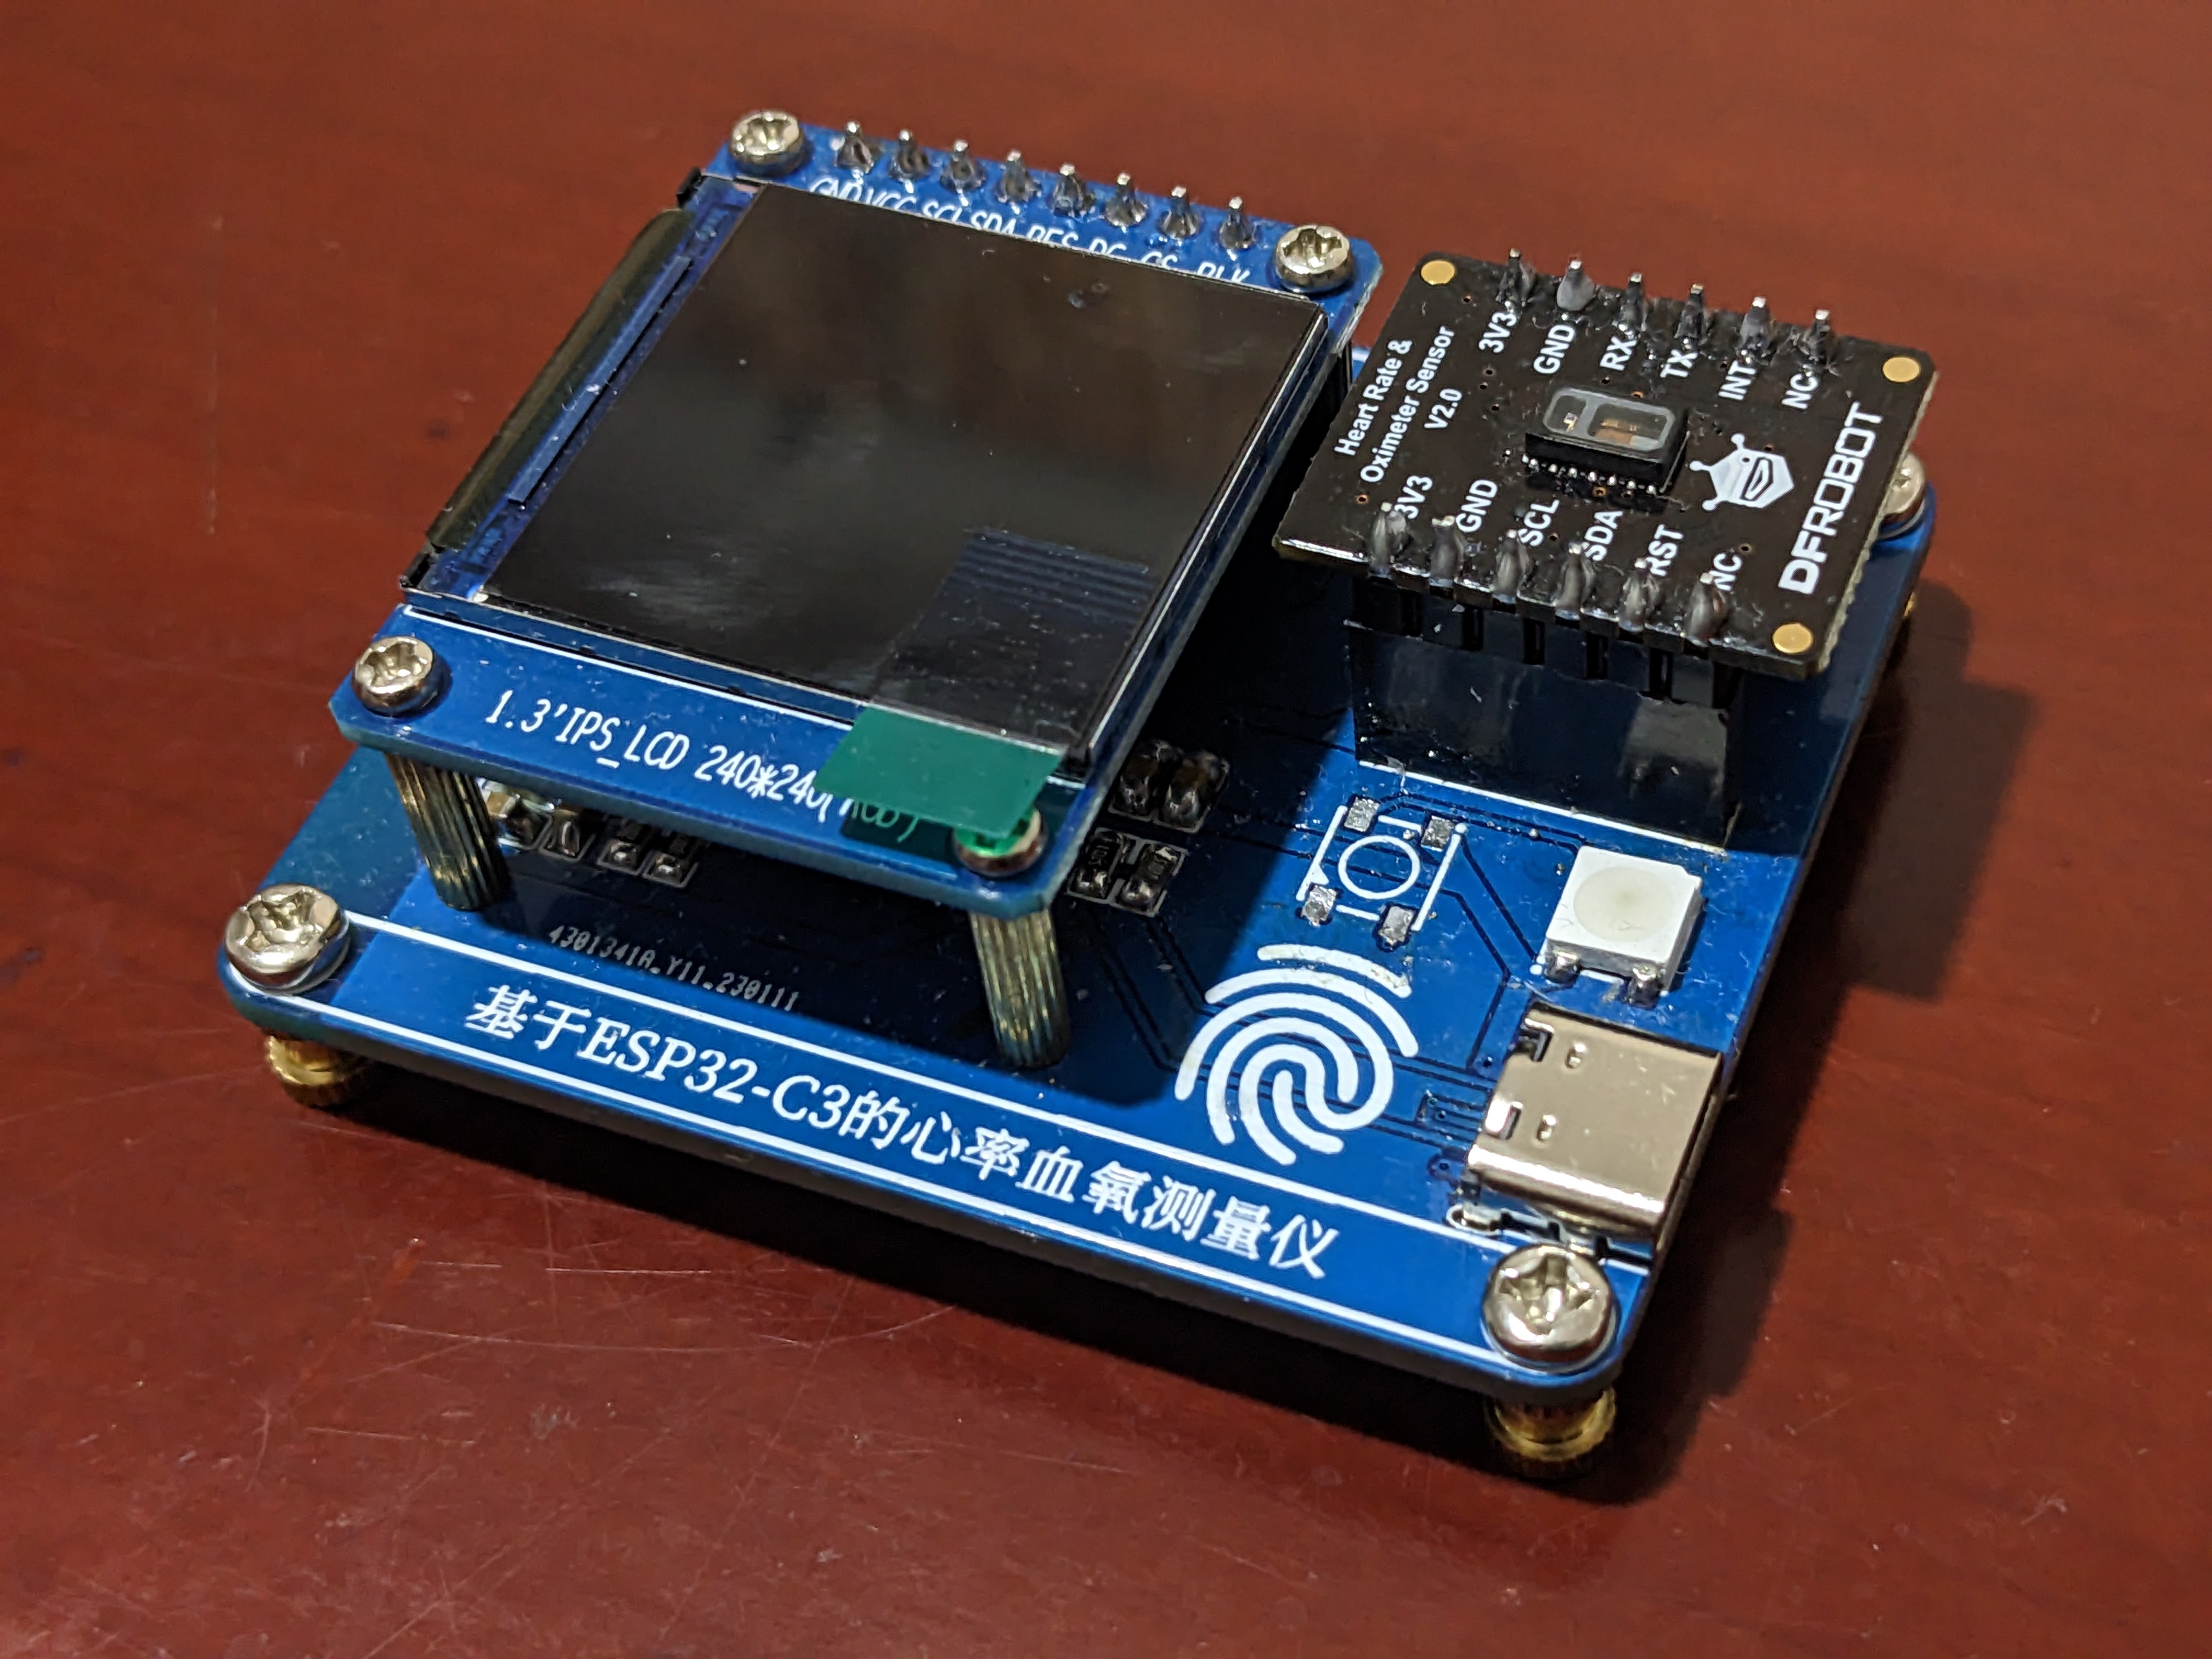 GND VCC SCL SDA RES DC CS BLK
1.3'IPS_LCD 240*240(
Heart Rate &
Oximeter Sensor
V2.0
3V3 GND RX TX INT NC
3V3 GND SCL SDA RST NC
DFROBOT
4301341A_Y11_230111
基于ESP32-C3的心率血氧测量仪